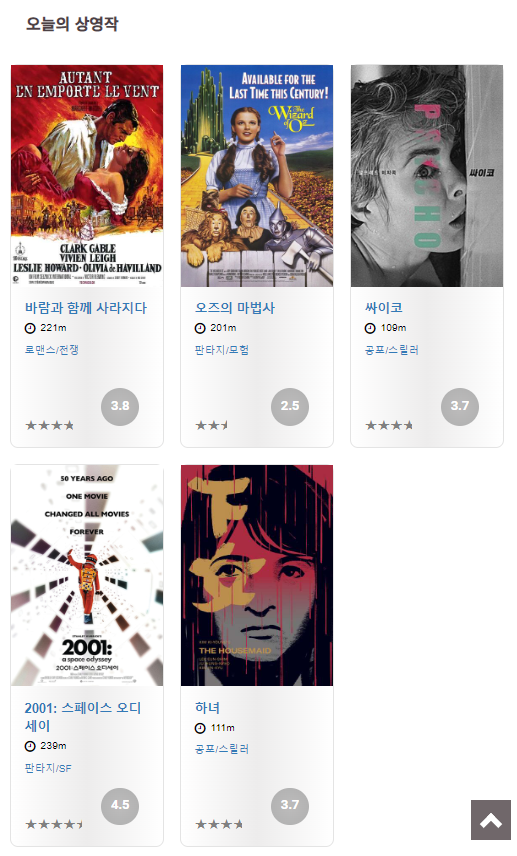 오늘의 상영작
AUTANT
EN EMPORTE LE VENT
CLARK GABLE
VIVIEN LEIGH
LESLIE HOWARD · OLIVIA de HAVILLAND
바람과 함께 사라지다
221m
로맨스/전쟁
3.8
AVAILABLE FOR THE
LAST TIME THIS CENTURY!
The
Wizard
of Oz
오즈의 마법사
201m
판타지/모험
2.5
PSYCHO
싸이코
싸이코
109m
공포/스릴러
3.7
50 YEARS AGO
ONE MOVIE
CHANGED ALL MOVIES
FOREVER
2001:
a space odyssey
2001:스페이스 오디세이
2001: 스페이스 오디
세이
239m
판타지/SF
4.5
下
女
THE HOUSEMAID
하녀
111m
공포/스릴러
3.7